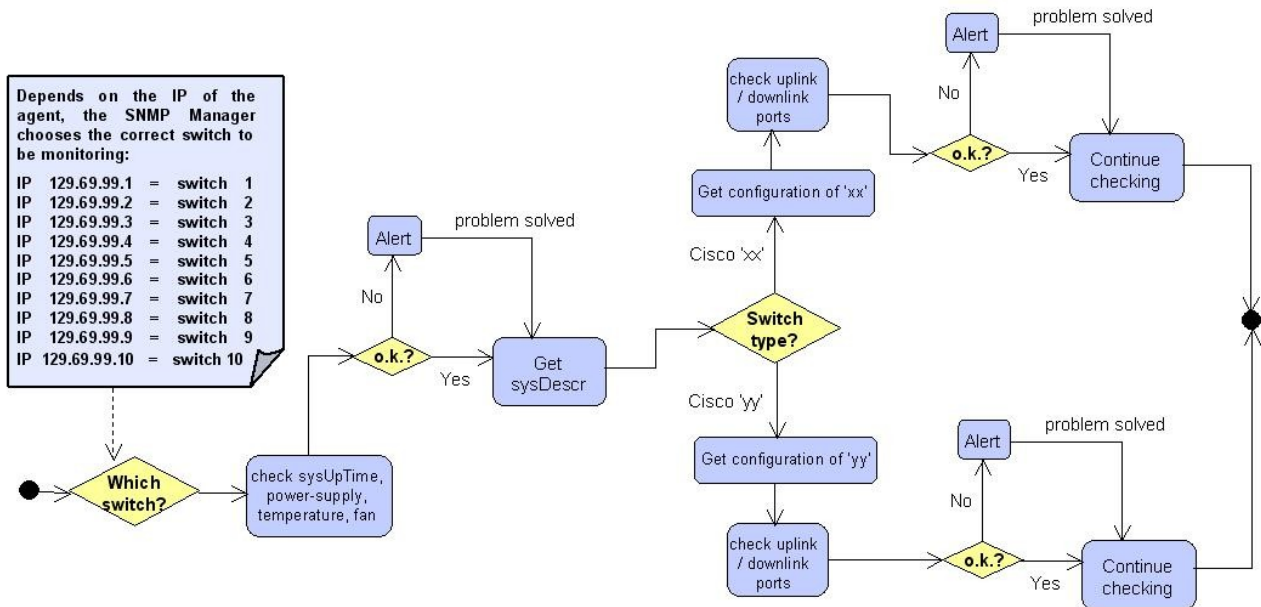 Depends on the IP of the
agent, the SNMP Manager
chooses the correct switch to
be monitoring:
IP 129.69.99.1 = switch 1
IP 129.69.99.2 = switch 2
IP 129.69.99.3 = switch 3
IP 129.69.99.4 = switch 4
IP 129.69.99.5 = switch 5
IP 129.69.99.6 = switch 6
IP 129.69.99.7 = switch 7
IP 129.69.99.8 = switch 8
IP 129.69.99.9 = switch 9
IP 129.69.99.10 = switch 10
Which
switch?
check sysUpTime,
power-supply,
temperature, fan
o.k.?
No
Alert
problem solved
Yes
Get
sysDescr
Switch
type?
Cisco 'xx'
Get configuration of 'xx'
check uplink
/ downlink
ports
o.k.?
No
Alert
problem solved
Yes
Continue
checking
Cisco 'yy'
Get configuration of 'yy'
check uplink
/ downlink
ports
o.k.?
No
Alert
problem solved
Yes
Continue
checking